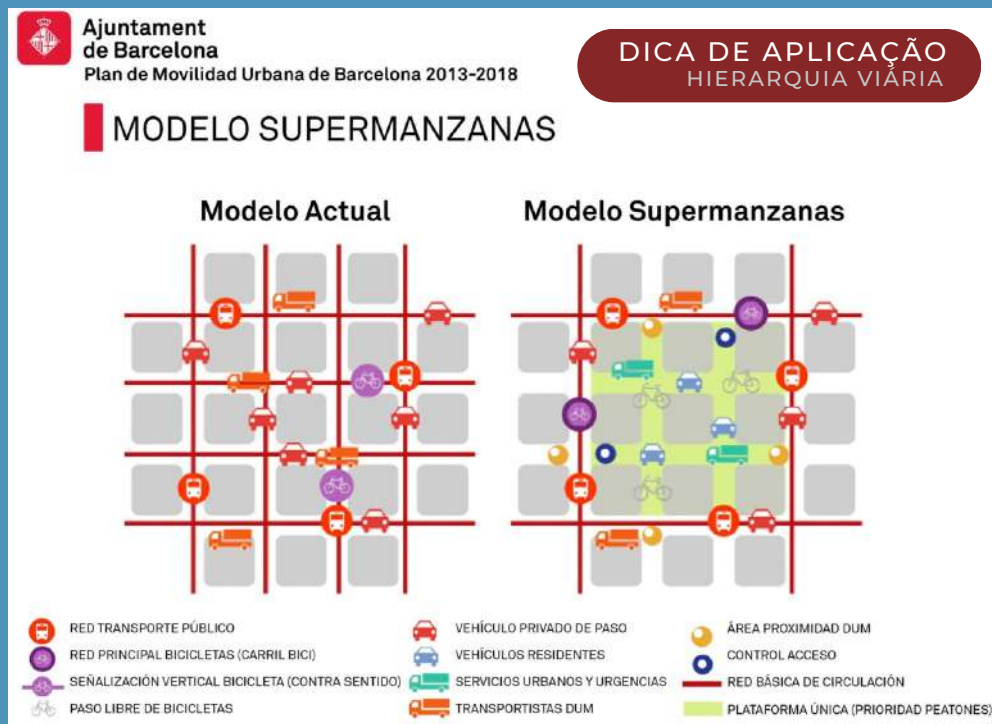 Ajuntament
de Barcelona
Plan de Movilidad Urbana de Barcelona 2013-2018
DICA DE APLICAÇÃO
HIERARQUIA VIÁRIA
MODELO SUPERMANZANAS
Modelo Actual
Modelo Supermanzanas
RED TRANSPORTE PÚBLICO
RED PRINCIPAL BICICLETAS (CARRIL BICI)
SEÑALIZACIÓN VERTICAL BICICLETA (CONTRA SENTIDO)
PASO LIBRE DE BICICLETAS
VEHÍCULO PRIVADO DE PASO
VEHÍCULOS RESIDENTES
SERVICIOS URBANOS Y URGENCIAS
TRANSPORTISTAS DUM
ÁREA PROXIMIDAD DUM
CONTROL ACCESO
RED BÁSICA DE CIRCULACIÓN
PLATAFORMA ÚNICA (PRIORIDAD PEATONES)